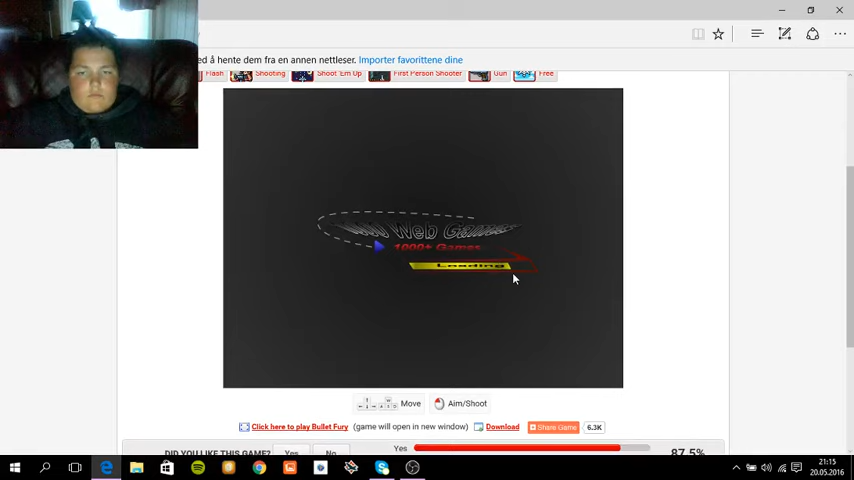 ed å hente dem fra en annen nettleser. Importer favorittene dine
Flash Shooting Shoot 'Em Up First Person Shooter Gun Free
Web Games
1000+ Games
Loading
Move Aim/Shoot
Click here to play Bullet Fury (game will open in new window) Download Share Game 6.3K
DID YOU LIKE THIS GAME? Yes No Yes 87.5%
21:15
20.05.2016